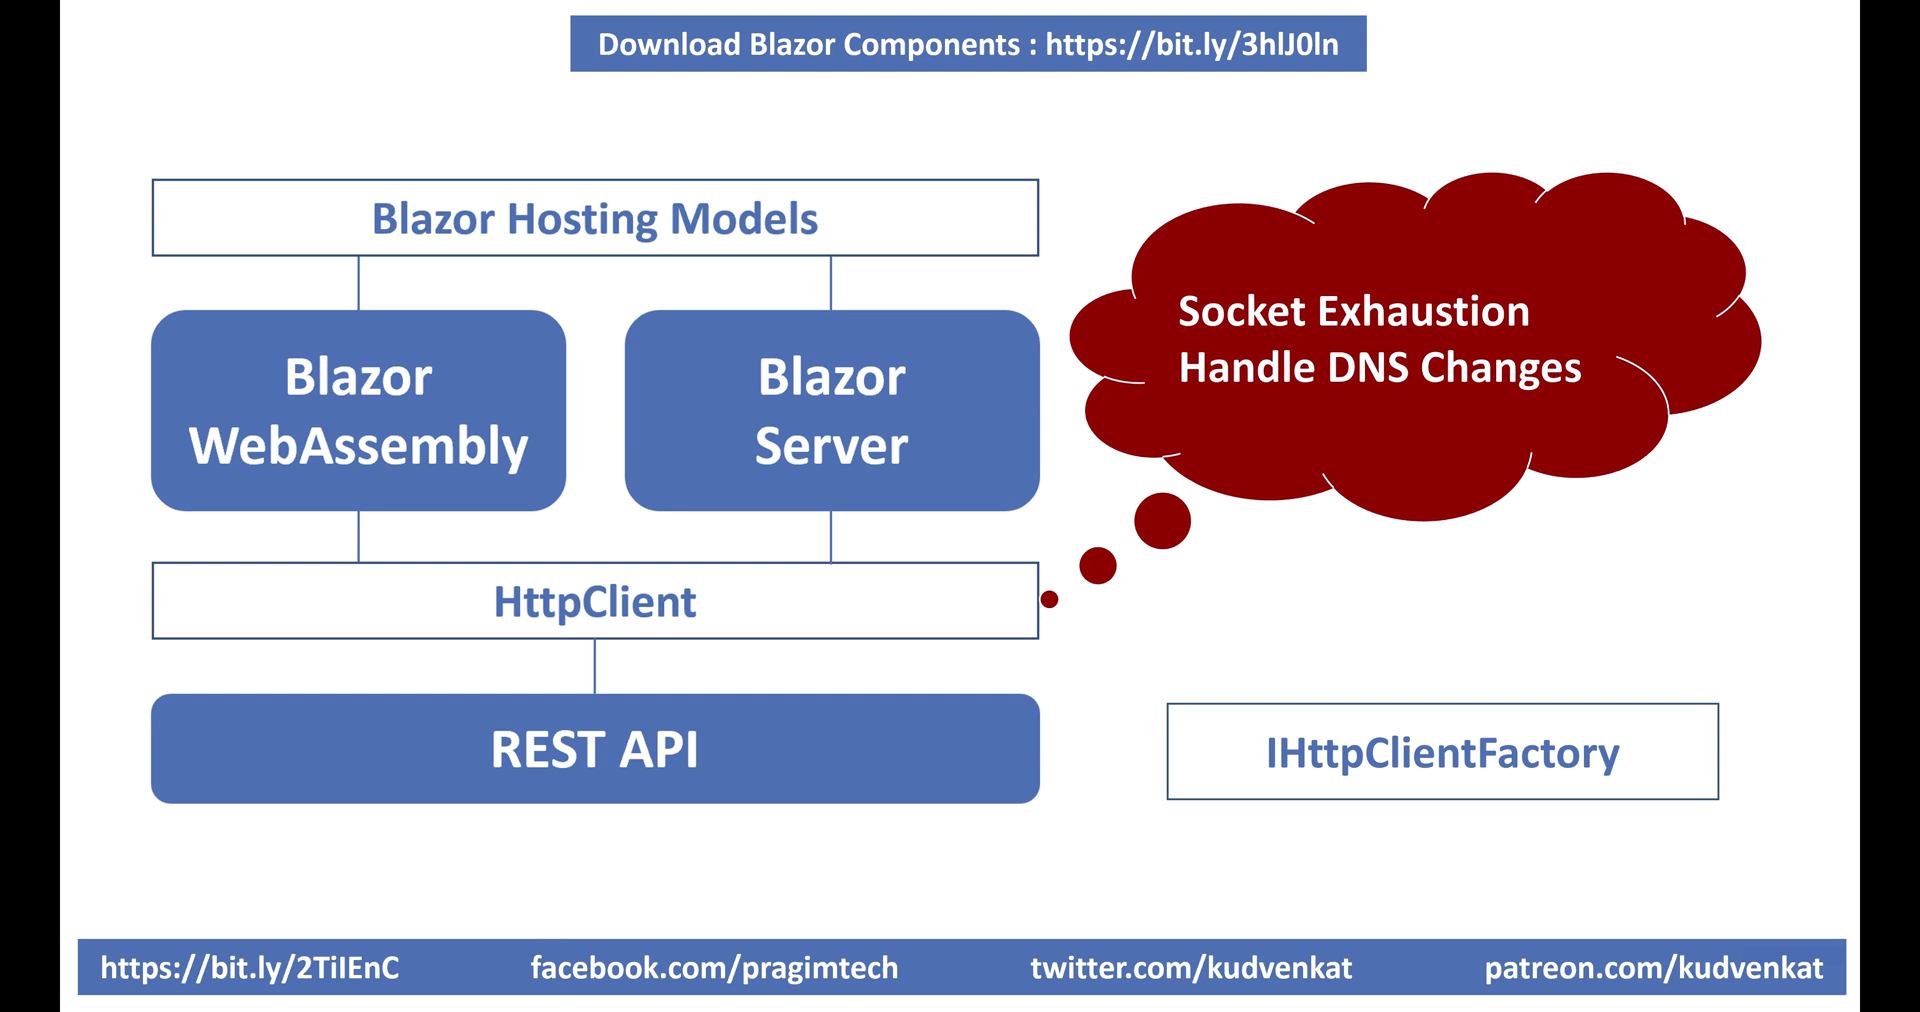 Download Blazor Components : https://bit.ly/3hlJ0ln
Blazor Hosting Models
Blazor
WebAssembly
Blazor
Server
Socket Exhaustion
Handle DNS Changes
HttpClient
REST API
IHttpClientFactory
https://bit.ly/2TiIEnC
facebook.com/pragimtech
twitter.com/kudvenkat
patreon.com/kudvenkat